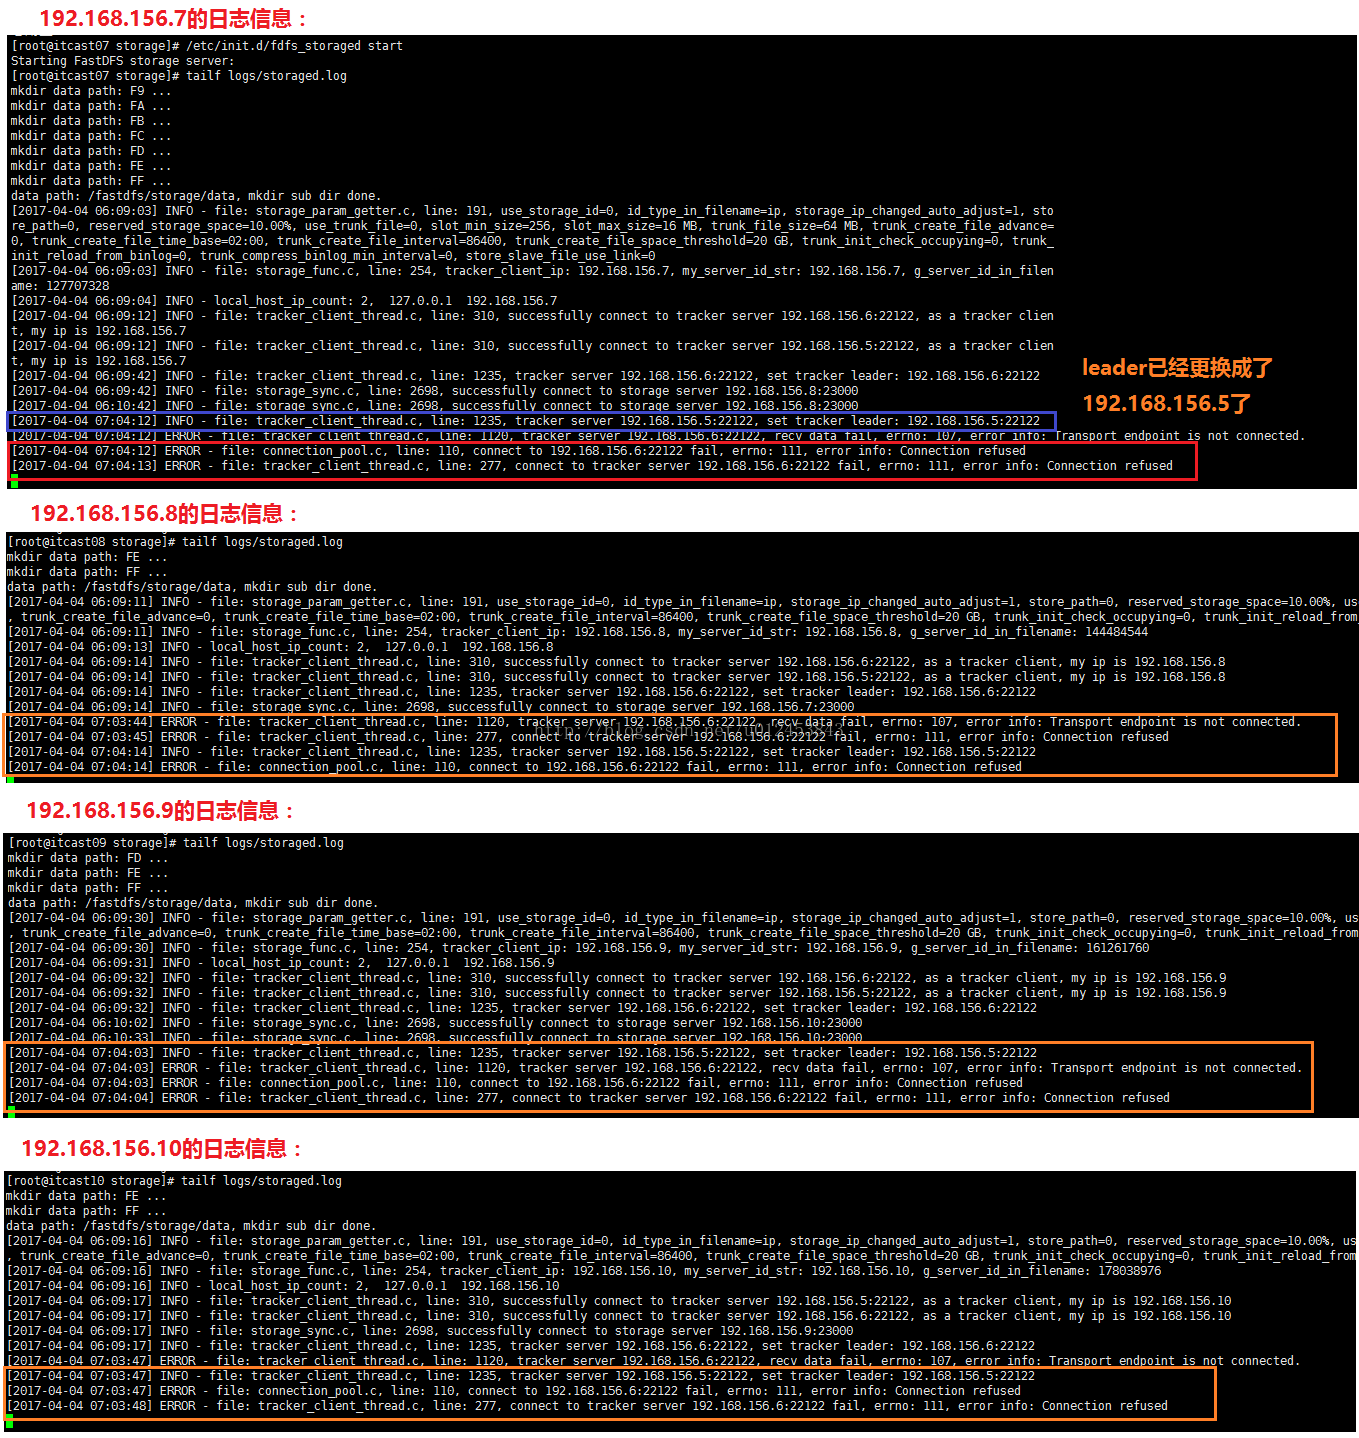 192.168.156.7的日志信息：
[root@itcast07 storage]# /etc/init.d/fdfs_storaged start
Starting FastDFS storage server:
[root@itcast07 storage]# tailf logs/storaged.log
mkdir data path: F9 ...
mkdir data path: FA ...
mkdir data path: FB ...
mkdir data path: FC ...
mkdir data path: FD ...
mkdir data path: FE ...
mkdir data path: FF ...
data path: /fastdfs/storage/data, mkdir sub dir done.
[2017-04-04 06:09:03] INFO - file: storage_param_getter.c, line: 191, use_storage_id=0, id_type_in_filename=ip, storage_ip_changed_auto_adjust=1, sto
re_path=0, reserved_storage_space=10.00%, use_trunk_file=0, slot_min_size=256, slot_max_size=16 MB, trunk_file_size=64 MB, trunk_create_file_advance=
0, trunk_create_file_time_base=02:00, trunk_create_file_interval=86400, trunk_create_file_space_threshold=20 GB, trunk_init_check_occupying=0, trunk_
init_reload_from_binlog=0, trunk_compress_binlog_min_interval=0, store_slave_file_use_link=0
[2017-04-04 06:09:03] INFO - file: storage_func.c, line: 254, tracker_client_ip: 192.168.156.7, my_server_id_str: 192.168.156.7, g_server_id_in_filen
ame: 127707328
[2017-04-04 06:09:04] INFO - local_host_ip_count: 2,  127.0.0.1  192.168.156.7
[2017-04-04 06:09:12] INFO - file: tracker_client_thread.c, line: 310, successfully connect to tracker server 192.168.156.6:22122, as a tracker clien
t, my ip is 192.168.156.7
[2017-04-04 06:09:12] INFO - file: tracker_client_thread.c, line: 310, successfully connect to tracker server 192.168.156.5:22122, as a tracker clien
t, my ip is 192.168.156.7
[2017-04-04 06:09:42] INFO - file: tracker_client_thread.c, line: 1235, tracker server 192.168.156.6:22122, set tracker leader: 192.168.156.6:22122
[2017-04-04 06:09:42] INFO - file: storage_sync.c, line: 2698, successfully connect to storage server 192.168.156.8:23000
[2017-04-04 06:10:42] INFO - file: storage_sync.c, line: 2698, successfully connect to storage server 192.168.156.8:23000
leader已经更换成了
192.168.156.5了
[2017-04-04 07:04:12] INFO - file: tracker_client_thread.c, line: 1235, tracker server 192.168.156.5:22122, set tracker leader: 192.168.156.5:22122
[2017-04-04 07:04:12] ERROR - file: tracker_client_thread.c, line: 1120, tracker server 192.168.156.6:22122, recv data fail, errno: 107, error info: Transport endpoint is not connected.
[2017-04-04 07:04:12] ERROR - file: connection_pool.c, line: 110, connect to 192.168.156.6:22122 fail, errno: 111, error info: Connection refused
[2017-04-04 07:04:13] ERROR - file: tracker_client_thread.c, line: 277, connect to tracker server 192.168.156.6:22122 fail, errno: 111, error info: Connection refused
192.168.156.8的日志信息：
[root@itcast08 storage]# tailf logs/storaged.log
mkdir data path: FE ...
mkdir data path: FF ...
data path: /fastdfs/storage/data, mkdir sub dir done.
[2017-04-04 06:09:11] INFO - file: storage_param_getter.c, line: 191, use_storage_id=0, id_type_in_filename=ip, storage_ip_changed_auto_adjust=1, store_path=0, reserved_storage_space=10.00%, us
, trunk_create_file_advance=0, trunk_create_file_time_base=02:00, trunk_create_file_interval=86400, trunk_create_file_space_threshold=20 GB, trunk_init_check_occupying=0, trunk_init_reload_from_
[2017-04-04 06:09:11] INFO - file: storage_func.c, line: 254, tracker_client_ip: 192.168.156.8, my_server_id_str: 192.168.156.8, g_server_id_in_filename: 144484544
[2017-04-04 06:09:13] INFO - local_host_ip_count: 2,  127.0.0.1  192.168.156.8
[2017-04-04 06:09:14] INFO - file: tracker_client_thread.c, line: 310, successfully connect to tracker server 192.168.156.6:22122, as a tracker client, my ip is 192.168.156.8
[2017-04-04 06:09:14] INFO - file: tracker_client_thread.c, line: 310, successfully connect to tracker server 192.168.156.5:22122, as a tracker client, my ip is 192.168.156.8
[2017-04-04 06:09:14] INFO - file: tracker_client_thread.c, line: 1235, tracker server 192.168.156.6:22122, set tracker leader: 192.168.156.6:22122
[2017-04-04 06:09:14] INFO - file: storage_sync.c, line: 2698, successfully connect to storage server 192.168.156.7:23000
[2017-04-04 07:03:44] ERROR - file: tracker_client_thread.c, line: 1120, tracker server 192.168.156.6:22122, recv data fail, errno: 107, error info: Transport endpoint is not connected.
[2017-04-04 07:03:45] ERROR - file: tracker_client_thread.c, line: 277, connect to tracker server 192.168.156.6:22122 fail, errno: 111, error info: Connection refused
[2017-04-04 07:04:14] INFO - file: tracker_client_thread.c, line: 1235, tracker server 192.168.156.5:22122, set tracker leader: 192.168.156.5:22122
[2017-04-04 07:04:14] ERROR - file: connection_pool.c, line: 110, connect to 192.168.156.6:22122 fail, errno: 111, error info: Connection refused
192.168.156.9的日志信息：
[root@itcast09 storage]# tailf logs/storaged.log
mkdir data path: FD ...
mkdir data path: FE ...
mkdir data path: FF ...
data path: /fastdfs/storage/data, mkdir sub dir done.
[2017-04-04 06:09:30] INFO - file: storage_param_getter.c, line: 191, use_storage_id=0, id_type_in_filename=ip, storage_ip_changed_auto_adjust=1, store_path=0, reserved_storage_space=10.00%, us
, trunk_create_file_advance=0, trunk_create_file_time_base=02:00, trunk_create_file_interval=86400, trunk_create_file_space_threshold=20 GB, trunk_init_check_occupying=0, trunk_init_reload_from
[2017-04-04 06:09:30] INFO - file: storage_func.c, line: 254, tracker_client_ip: 192.168.156.9, my_server_id_str: 192.168.156.9, g_server_id_in_filename: 161261760
[2017-04-04 06:09:31] INFO - local_host_ip_count: 2,  127.0.0.1  192.168.156.9
[2017-04-04 06:09:32] INFO - file: tracker_client_thread.c, line: 310, successfully connect to tracker server 192.168.156.6:22122, as a tracker client, my ip is 192.168.156.9
[2017-04-04 06:09:32] INFO - file: tracker_client_thread.c, line: 310, successfully connect to tracker server 192.168.156.5:22122, as a tracker client, my ip is 192.168.156.9
[2017-04-04 06:09:32] INFO - file: tracker_client_thread.c, line: 1235, tracker server 192.168.156.6:22122, set tracker leader: 192.168.156.6:22122
[2017-04-04 06:10:02] INFO - file: storage_sync.c, line: 2698, successfully connect to storage server 192.168.156.10:23000
[2017-04-04 06:10:33] INFO - file: storage_sync.c, line: 2698, successfully connect to storage server 192.168.156.10:23000
[2017-04-04 07:04:03] INFO - file: tracker_client_thread.c, line: 1235, tracker server 192.168.156.5:22122, set tracker leader: 192.168.156.5:22122
[2017-04-04 07:04:03] ERROR - file: tracker_client_thread.c, line: 1120, tracker server 192.168.156.6:22122, recv data fail, errno: 107, error info: Transport endpoint is not connected.
[2017-04-04 07:04:03] ERROR - file: connection_pool.c, line: 110, connect to 192.168.156.6:22122 fail, errno: 111, error info: Connection refused
[2017-04-04 07:04:04] ERROR - file: tracker_client_thread.c, line: 277, connect to tracker server 192.168.156.6:22122 fail, errno: 111, error info: Connection refused
192.168.156.10的日志信息：
[root@itcast10 storage]# tailf logs/storaged.log
mkdir data path: FE ...
mkdir data path: FF ...
data path: /fastdfs/storage/data, mkdir sub dir done.
[2017-04-04 06:09:16] INFO - file: storage_param_getter.c, line: 191, use_storage_id=0, id_type_in_filename=ip, storage_ip_changed_auto_adjust=1, store_path=0, reserved_storage_space=10.00%, us
, trunk_create_file_advance=0, trunk_create_file_time_base=02:00, trunk_create_file_interval=86400, trunk_create_file_space_threshold=20 GB, trunk_init_check_occupying=0, trunk_init_reload_from
[2017-04-04 06:09:16] INFO - file: storage_func.c, line: 254, tracker_client_ip: 192.168.156.10, my_server_id_str: 192.168.156.10, g_server_id_in_filename: 178038976
[2017-04-04 06:09:16] INFO - local_host_ip_count: 2,  127.0.0.1  192.168.156.10
[2017-04-04 06:09:17] INFO - file: tracker_client_thread.c, line: 310, successfully connect to tracker server 192.168.156.5:22122, as a tracker client, my ip is 192.168.156.10
[2017-04-04 06:09:17] INFO - file: tracker_client_thread.c, line: 310, successfully connect to tracker server 192.168.156.6:22122, as a tracker client, my ip is 192.168.156.10
[2017-04-04 06:09:17] INFO - file: storage_sync.c, line: 2698, successfully connect to storage server 192.168.156.9:23000
[2017-04-04 06:09:17] INFO - file: tracker_client_thread.c, line: 1235, tracker server 192.168.156.6:22122, set tracker leader: 192.168.156.6:22122
[2017-04-04 07:03:47] ERROR - file: tracker_client_thread.c, line: 1120, tracker server 192.168.156.6:22122, recv data fail, errno: 107, error info: Transport endpoint is not connected.
[2017-04-04 07:03:47] INFO - file: tracker_client_thread.c, line: 1235, tracker server 192.168.156.5:22122, set tracker leader: 192.168.156.5:22122
[2017-04-04 07:03:47] ERROR - file: connection_pool.c, line: 110, connect to 192.168.156.6:22122 fail, errno: 111, error info: Connection refused
[2017-04-04 07:03:48] ERROR - file: tracker_client_thread.c, line: 277, connect to tracker server 192.168.156.6:22122 fail, errno: 111, error info: Connection refused